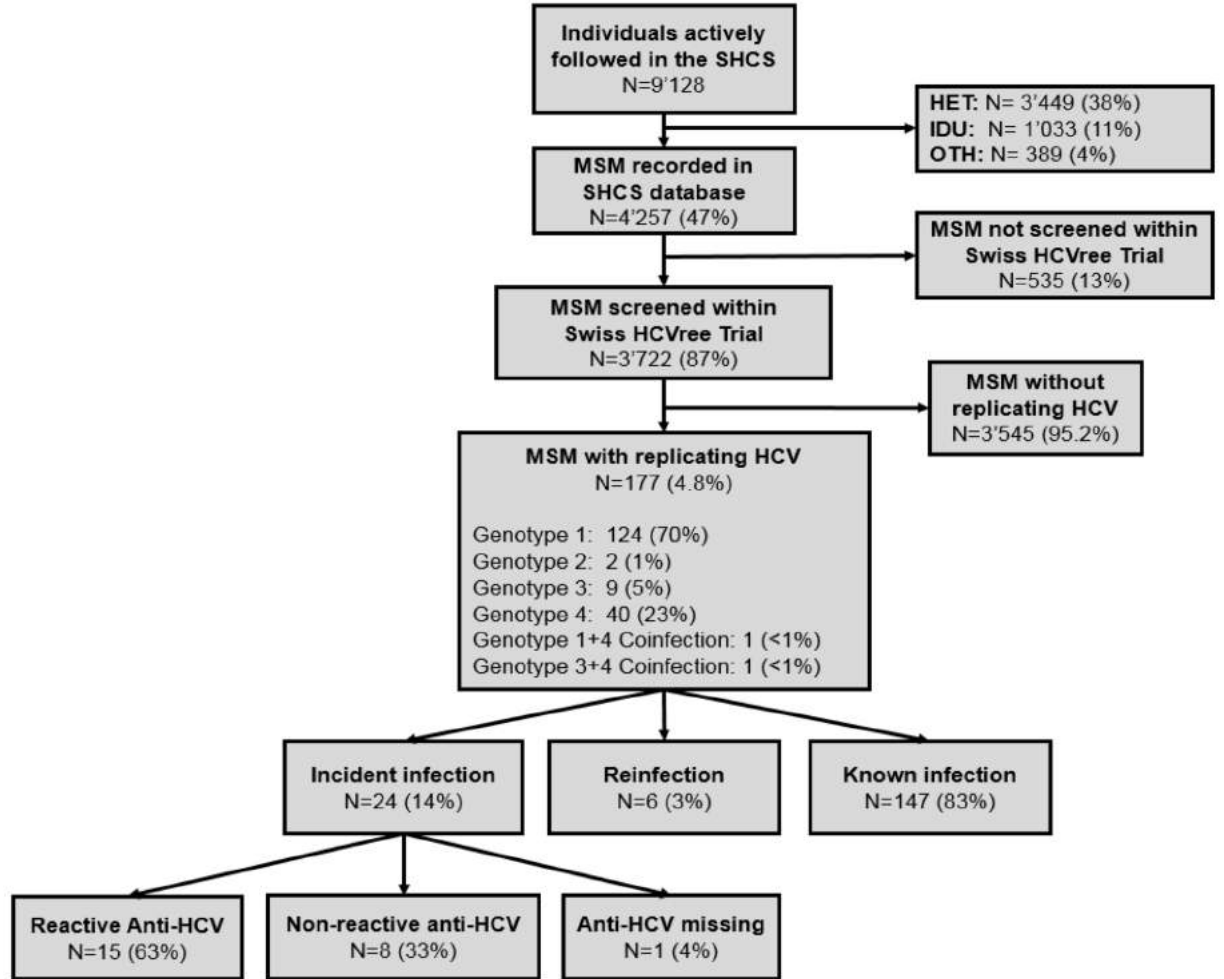 Individuals actively
followed in the SHCS
N=9'128
HET: N= 3'449 (38%)
IDU: N= 1'033 (11%)
OTH: N= 389 (4%)
MSM recorded in
SHCS database
N=4'257 (47%)
MSM not screened within
Swiss HCVree Trial
N=535 (13%)
MSM screened within
Swiss HCVree Trial
N=3'722 (87%)
MSM without
replicating HCV
N=3'545 (95.2%)
MSM with replicating HCV
N=177 (4.8%)
Genotype 1: 124 (70%)
Genotype 2: 2 (1%)
Genotype 3: 9 (5%)
Genotype 4: 40 (23%)
Genotype 1+4 Coinfection: 1 (<1%)
Genotype 3+4 Coinfection: 1 (<1%)
Incident infection
N=24 (14%)
Reinfection
N=6 (3%)
Known infection
N=147 (83%)
Reactive Anti-HCV
N=15 (63%)
Non-reactive anti-HCV
N=8 (33%)
Anti-HCV missing
N=1 (4%)